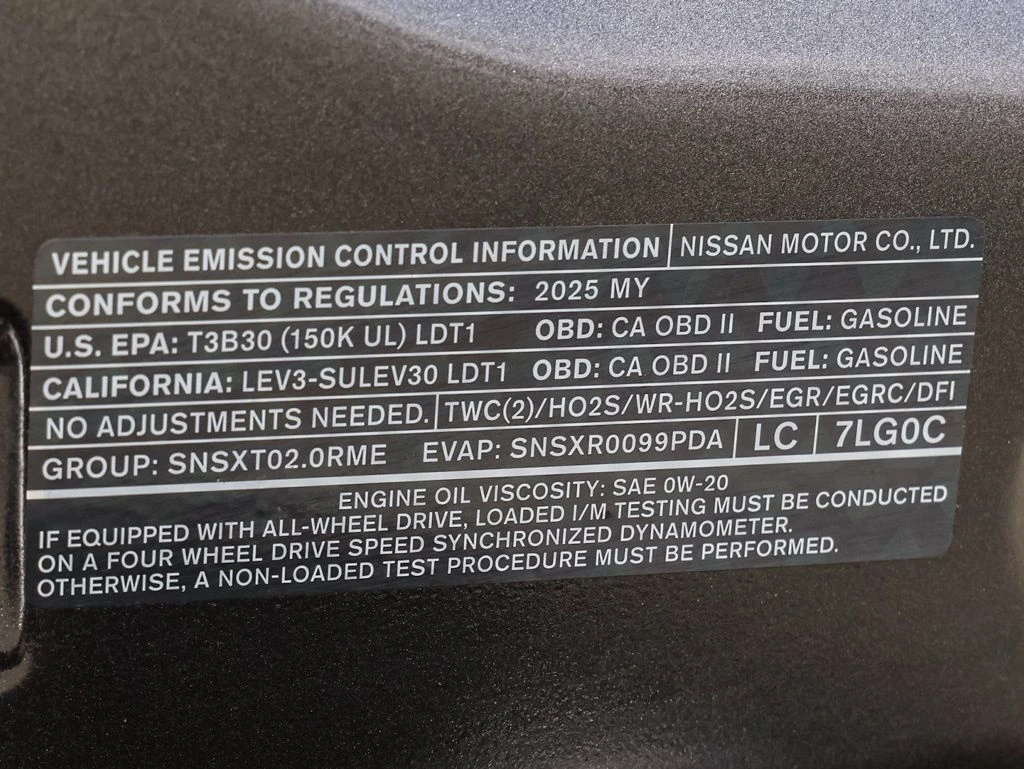 VEHICLE EMISSION CONTROL INFORMATION NISSAN MOTOR CO., LTD.
CONFORMS TO REGULATIONS: 2025 MY
U.S. EPA: T3B30 (150K UL) LDT1 OBD: CA OBD II FUEL: GASOLINE
CALIFORNIA: LEV3-SULEV30 LDT1 OBD: CA OBD II FUEL: GASOLINE
NO ADJUSTMENTS NEEDED. TWC(2)/HO2S/WR-HO2S/EGR/EGRC/DFI
GROUP: SNSXT02.0RME EVAP: SNSXR0099PDA LC 7LG0C
ENGINE OIL VISCOSITY: SAE 0W-20
IF EQUIPPED WITH ALL-WHEEL DRIVE, LOADED I/M TESTING MUST BE CONDUCTED
ON A FOUR WHEEL DRIVE SPEED SYNCHRONIZED DYNAMOMETER.
OTHERWISE, A NON-LOADED TEST PROCEDURE MUST BE PERFORMED.